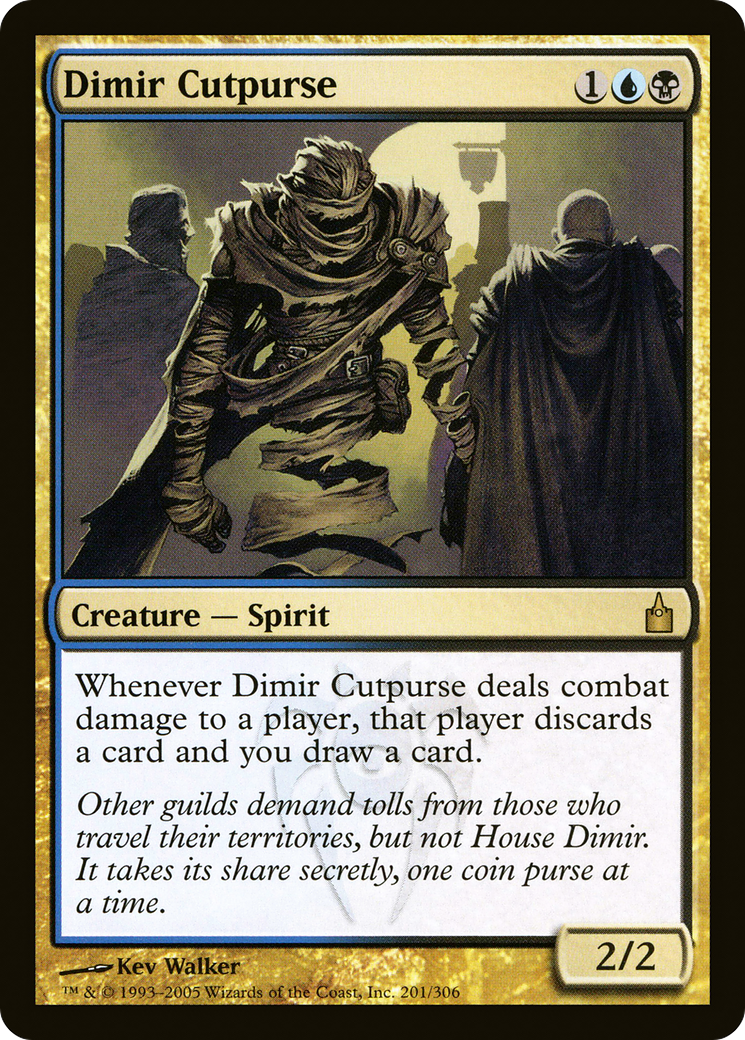 Dimir Cutpurse
1
Creature — Spirit
Whenever Dimir Cutpurse deals combat
damage to a player, that player discards
a card and you draw a card.
Other guilds demand tolls from those who
travel their territories, but not House Dimir.
It takes its share secretly, one coin purse at
a time.
2/2
Kev Walker
™ & © 1993–2005 Wizards of the Coast, Inc. 201/306